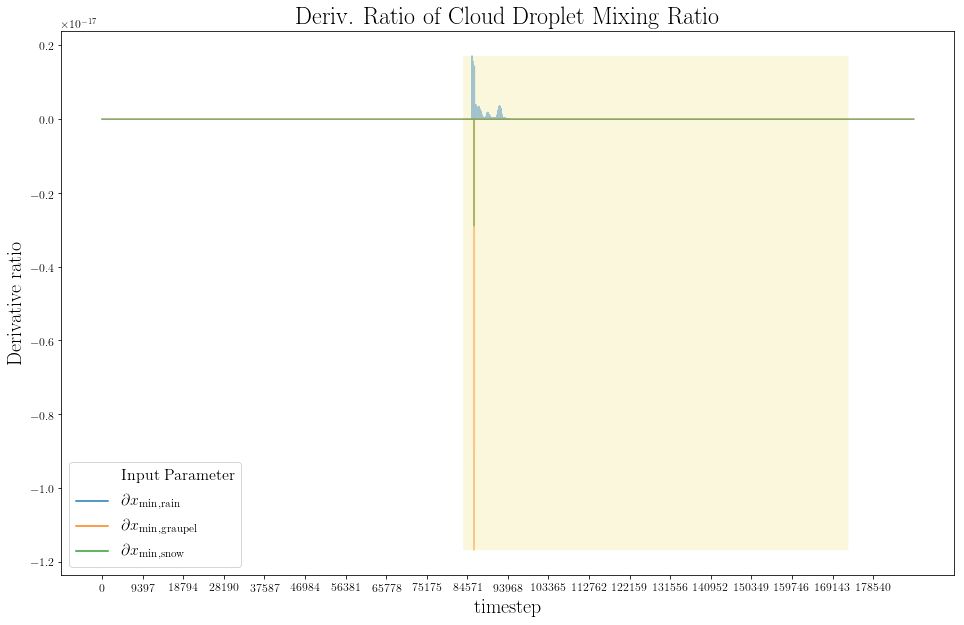 Deriv. Ratio of Cloud Droplet Mixing Ratio
×10⁻¹⁷
0.2
0.0
−0.2
−0.4
−0.6
−0.8
−1.0
−1.2
Derivative ratio
Input Parameter
∂x_min,rain
∂x_min,graupel
∂x_min,snow
0 9397 18794 28190 37587 46984 56381 65778 75175 84571 93968 103365 112762 122159 131556 140952 150349 159746 169143 178540
timestep